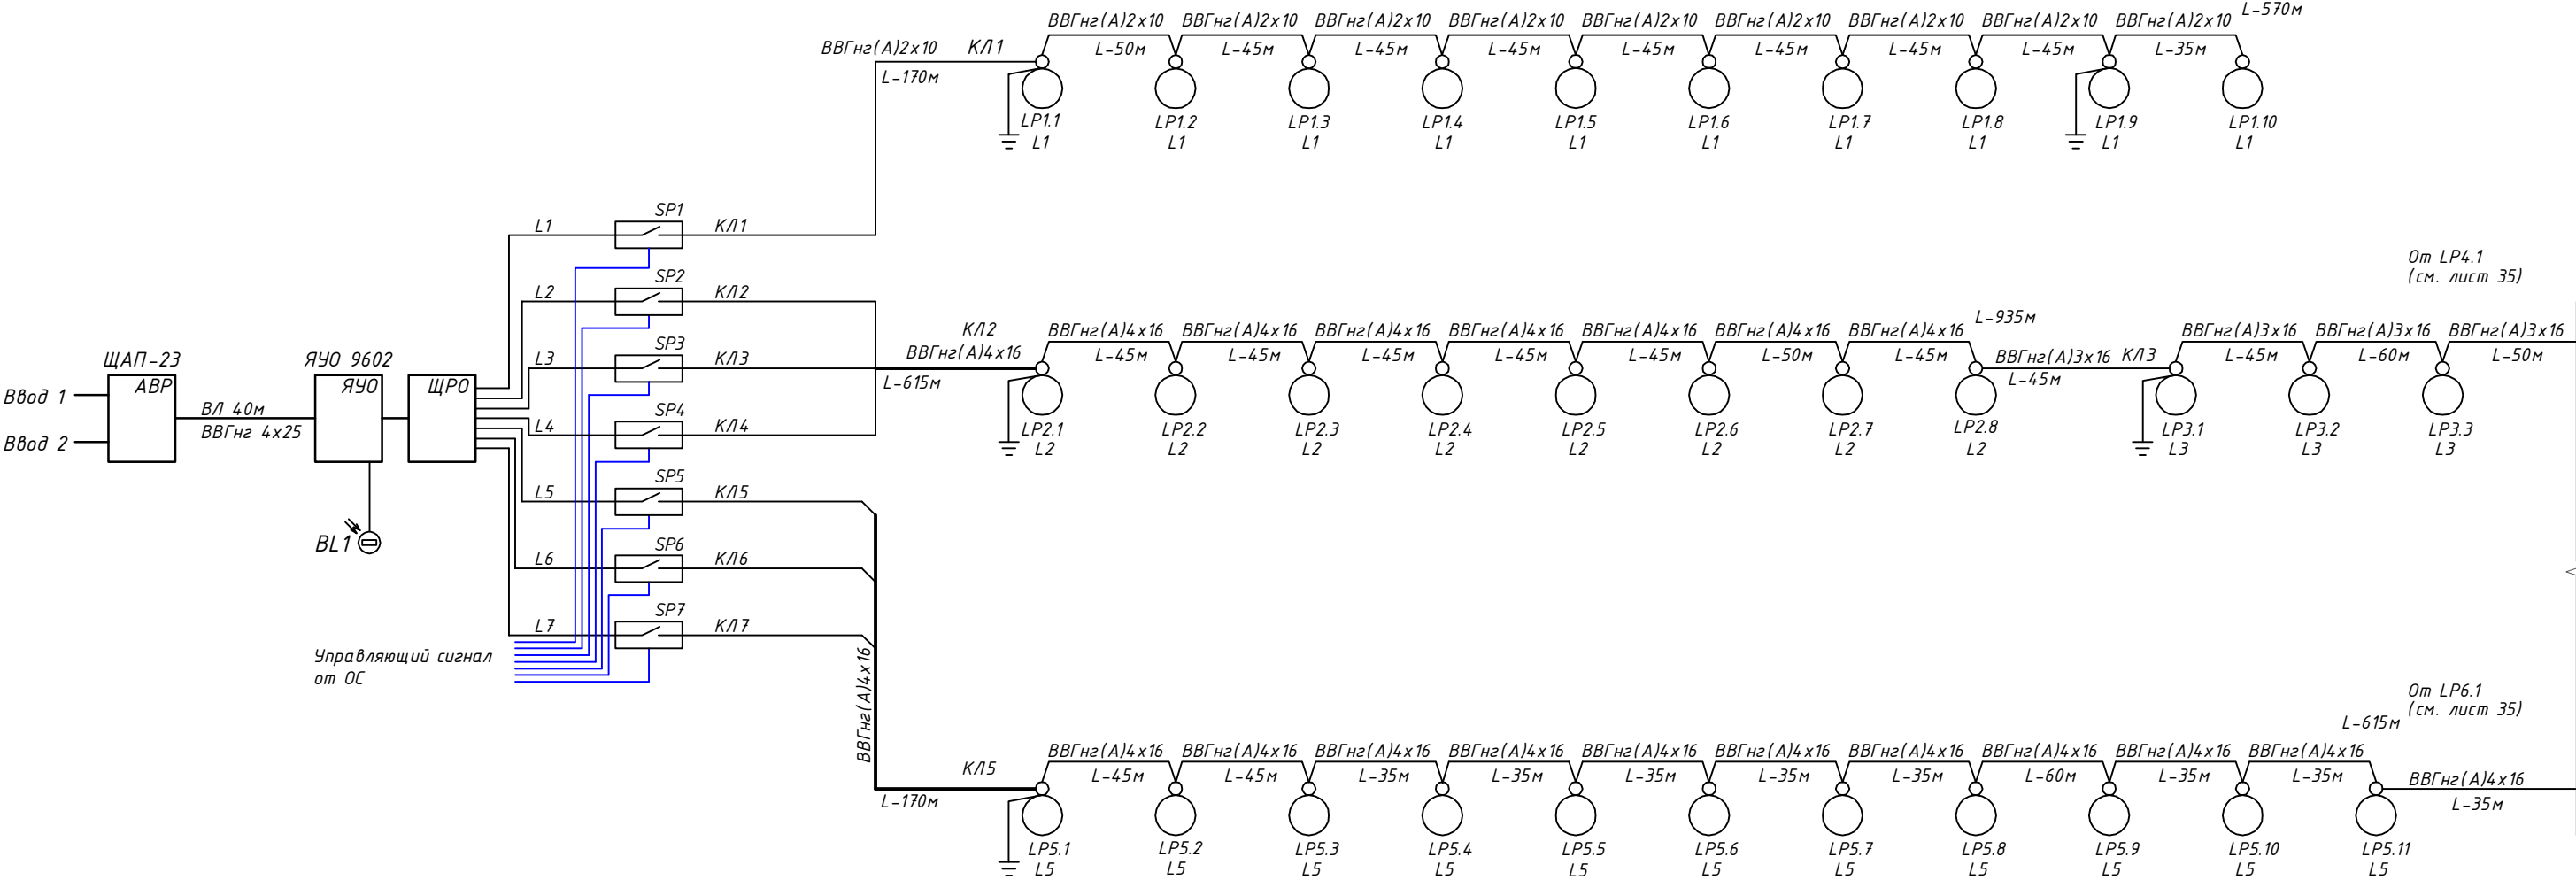 L-570м
ВВГнг(А)2х10 ВВГнг(А)2х10 ВВГнг(А)2х10 ВВГнг(А)2х10 ВВГнг(А)2х10 ВВГнг(А)2х10 ВВГнг(А)2х10 ВВГнг(А)2х10 ВВГнг(А)2х10
L-50м L-45м L-45м L-45м L-45м L-45м L-45м L-45м L-35м
ВВГнг(А)2х10 КЛ1
L-170м
LP1.1 LP1.2 LP1.3 LP1.4 LP1.5 LP1.6 LP1.7 LP1.8 LP1.9 LP1.10
L1 L1 L1 L1 L1 L1 L1 L1 L1 L1
SP1
L1 КЛ1
SP2
L2 КЛ2
SP3
L3 КЛ3
SP4
L4 КЛ4
SP5
L5 КЛ5
SP6
L6 КЛ6
SP7
L7 КЛ7
ЩАП-23
АВР
Ввод 1
Ввод 2
ВЛ 40м
ВВГнг 4х25
ЯУО 9602
ЯУО
ЩРО
BL1
Управляющий сигнал
от ОС
От LP4.1
(см. лист 35)
L-935м
КЛ2
ВВГнг(А)4х16
L-615м
ВВГнг(А)4х16 ВВГнг(А)4х16 ВВГнг(А)4х16 ВВГнг(А)4х16 ВВГнг(А)4х16 ВВГнг(А)4х16 ВВГнг(А)4х16
L-45м L-45м L-45м L-45м L-45м L-50м L-45м
ВВГнг(А)3х16 КЛ3
L-45м
ВВГнг(А)3х16 ВВГнг(А)3х16 ВВГнг(А)3х16
L-45м L-60м L-50м
LP2.1 LP2.2 LP2.3 LP2.4 LP2.5 LP2.6 LP2.7 LP2.8 LP3.1 LP3.2 LP3.3
L2 L2 L2 L2 L2 L2 L2 L2 L3 L3 L3
От LP6.1
(см. лист 35)
L-615м
ВВГнг(А)4х16
КЛ5
L-170м
ВВГнг(А)4х16 ВВГнг(А)4х16 ВВГнг(А)4х16 ВВГнг(А)4х16 ВВГнг(А)4х16 ВВГнг(А)4х16 ВВГнг(А)4х16 ВВГнг(А)4х16 ВВГнг(А)4х16 ВВГнг(А)4х16
L-45м L-45м L-35м L-35м L-35м L-35м L-35м L-60м L-35м L-35м
ВВГнг(А)4х16
L-35м
LP5.1 LP5.2 LP5.3 LP5.4 LP5.5 LP5.6 LP5.7 LP5.8 LP5.9 LP5.10 LP5.11
L5 L5 L5 L5 L5 L5 L5 L5 L5 L5 L5